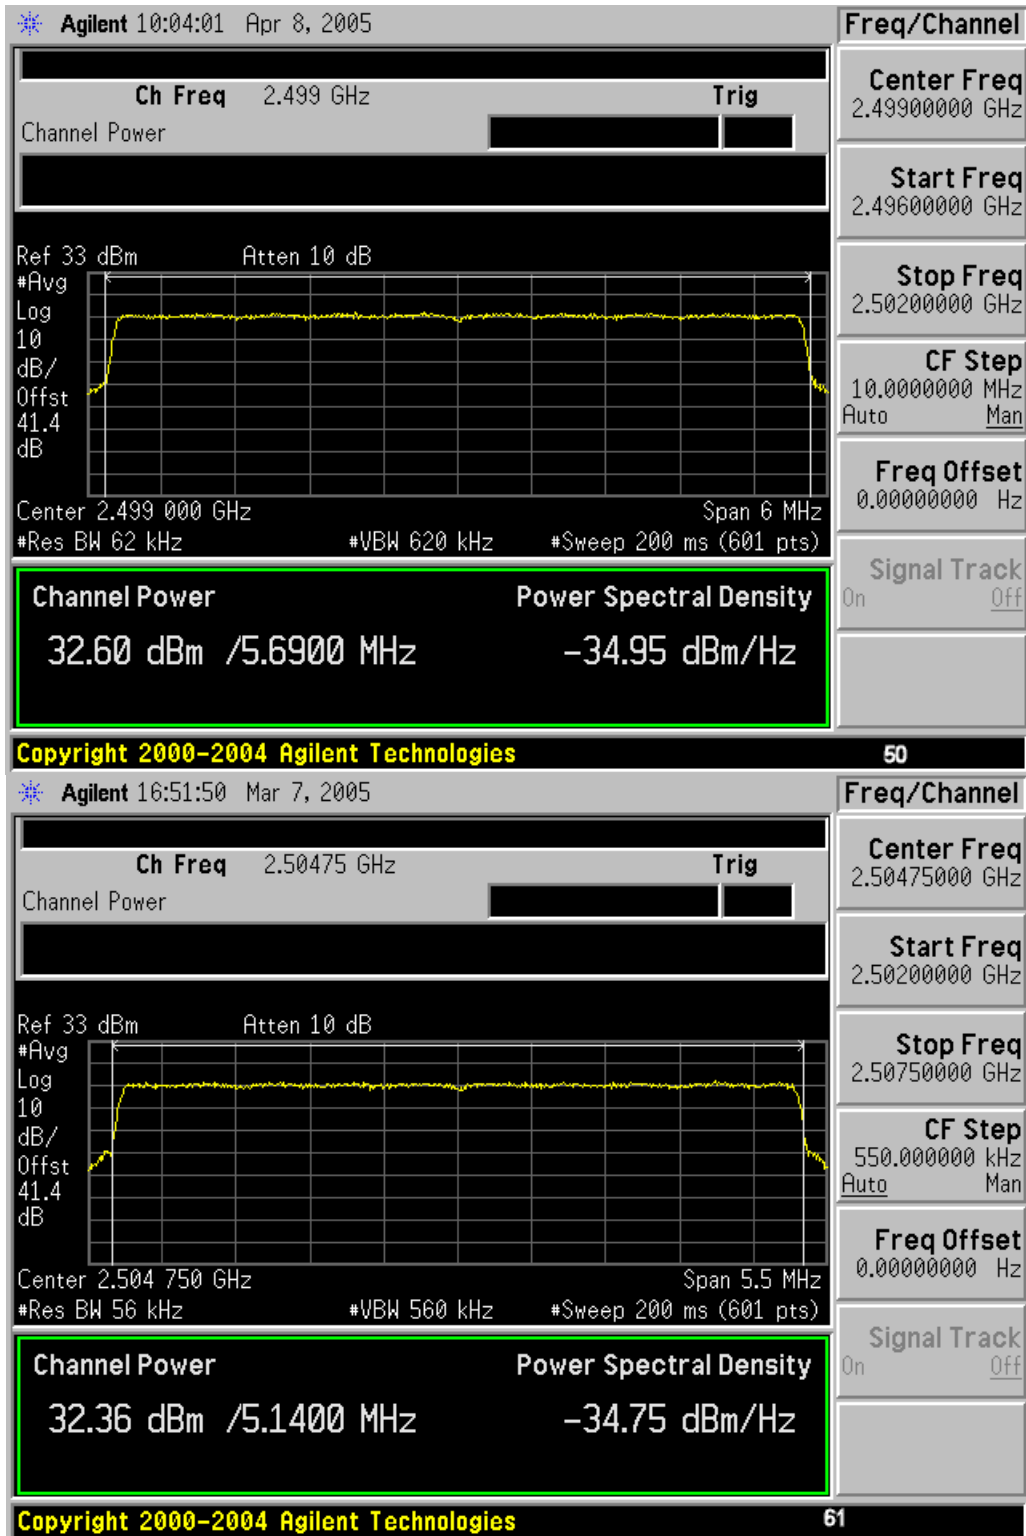 Agilent 10:04:01 Apr 8, 2005
Freq/Channel
Ch Freq 2.499 GHz Trig
Channel Power
Center Freq
2.49900000 GHz
Start Freq
2.49600000 GHz
Stop Freq
2.50200000 GHz
CF Step
10.0000000 MHz
Auto Man
Freq Offset
0.00000000 Hz
Signal Track
On Off
Ref 33 dBm Atten 10 dB
#Avg
Log
10
dB/
Offst
41.4
dB
Center 2.499 000 GHz Span 6 MHz
#Res BW 62 kHz #VBW 620 kHz #Sweep 200 ms (601 pts)
Channel Power Power Spectral Density
32.60 dBm /5.6900 MHz -34.95 dBm/Hz
Copyright 2000-2004 Agilent Technologies 50
Agilent 16:51:50 Mar 7, 2005
Freq/Channel
Ch Freq 2.50475 GHz Trig
Channel Power
Center Freq
2.50475000 GHz
Start Freq
2.50200000 GHz
Stop Freq
2.50750000 GHz
CF Step
550.000000 kHz
Auto Man
Freq Offset
0.00000000 Hz
Signal Track
On Off
Ref 33 dBm Atten 10 dB
#Avg
Log
10
dB/
Offst
41.4
dB
Center 2.504 750 GHz Span 5.5 MHz
#Res BW 56 kHz #VBW 560 kHz #Sweep 200 ms (601 pts)
Channel Power Power Spectral Density
32.36 dBm /5.1400 MHz -34.75 dBm/Hz
Copyright 2000-2004 Agilent Technologies 61